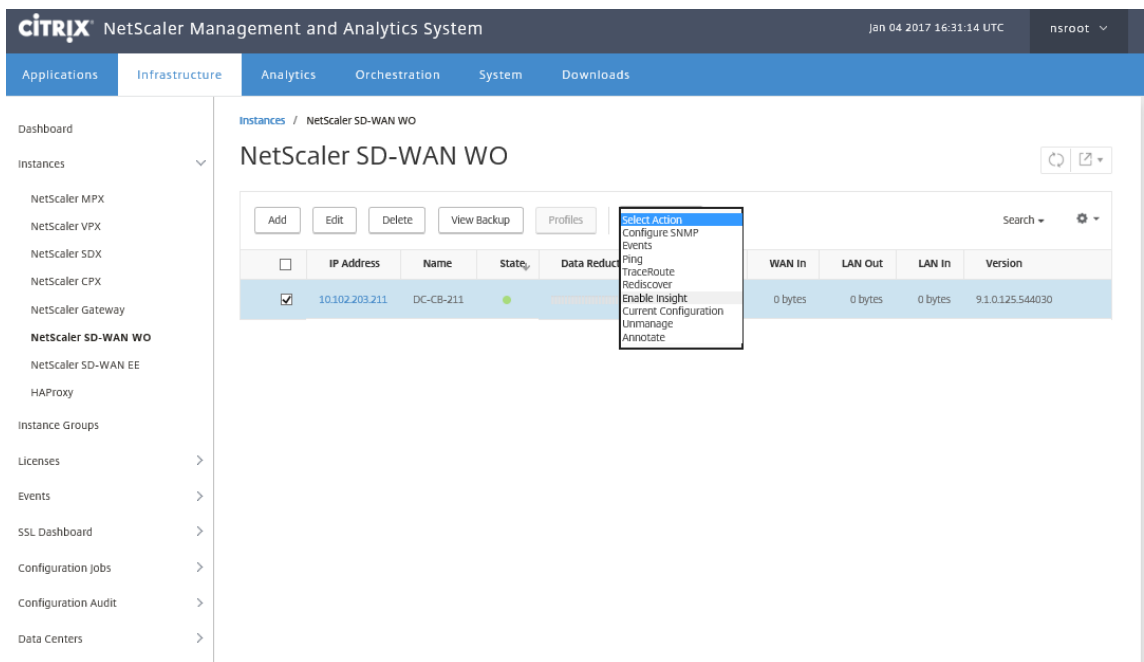 CITRIX NetScaler Management and Analytics System Jan 04 2017 16:31:14 UTC nsroot
Applications Infrastructure Analytics Orchestration System Downloads
Dashboard
Instances
NetScaler MPX
NetScaler VPX
NetScaler SDX
NetScaler CPX
NetScaler Gateway
NetScaler SD-WAN WO
NetScaler SD-WAN EE
HAProxy
Instance Groups
Licenses
Events
SSL Dashboard
Configuration Jobs
Configuration Audit
Data Centers
Instances / NetScaler SD-WAN WO
NetScaler SD-WAN WO
Add Edit Delete View Backup Profiles Search
Select Action
Configure SNMP
Events
Ping
TraceRoute
Rediscover
Enable Insight
Current Configuration
Unmanage
Annotate
IP Address Name State Data Reduct WAN In LAN Out LAN In Version
10.102.203.211 DC-CB-211 0 bytes 0 bytes 0 bytes 9.1.0.125.544030